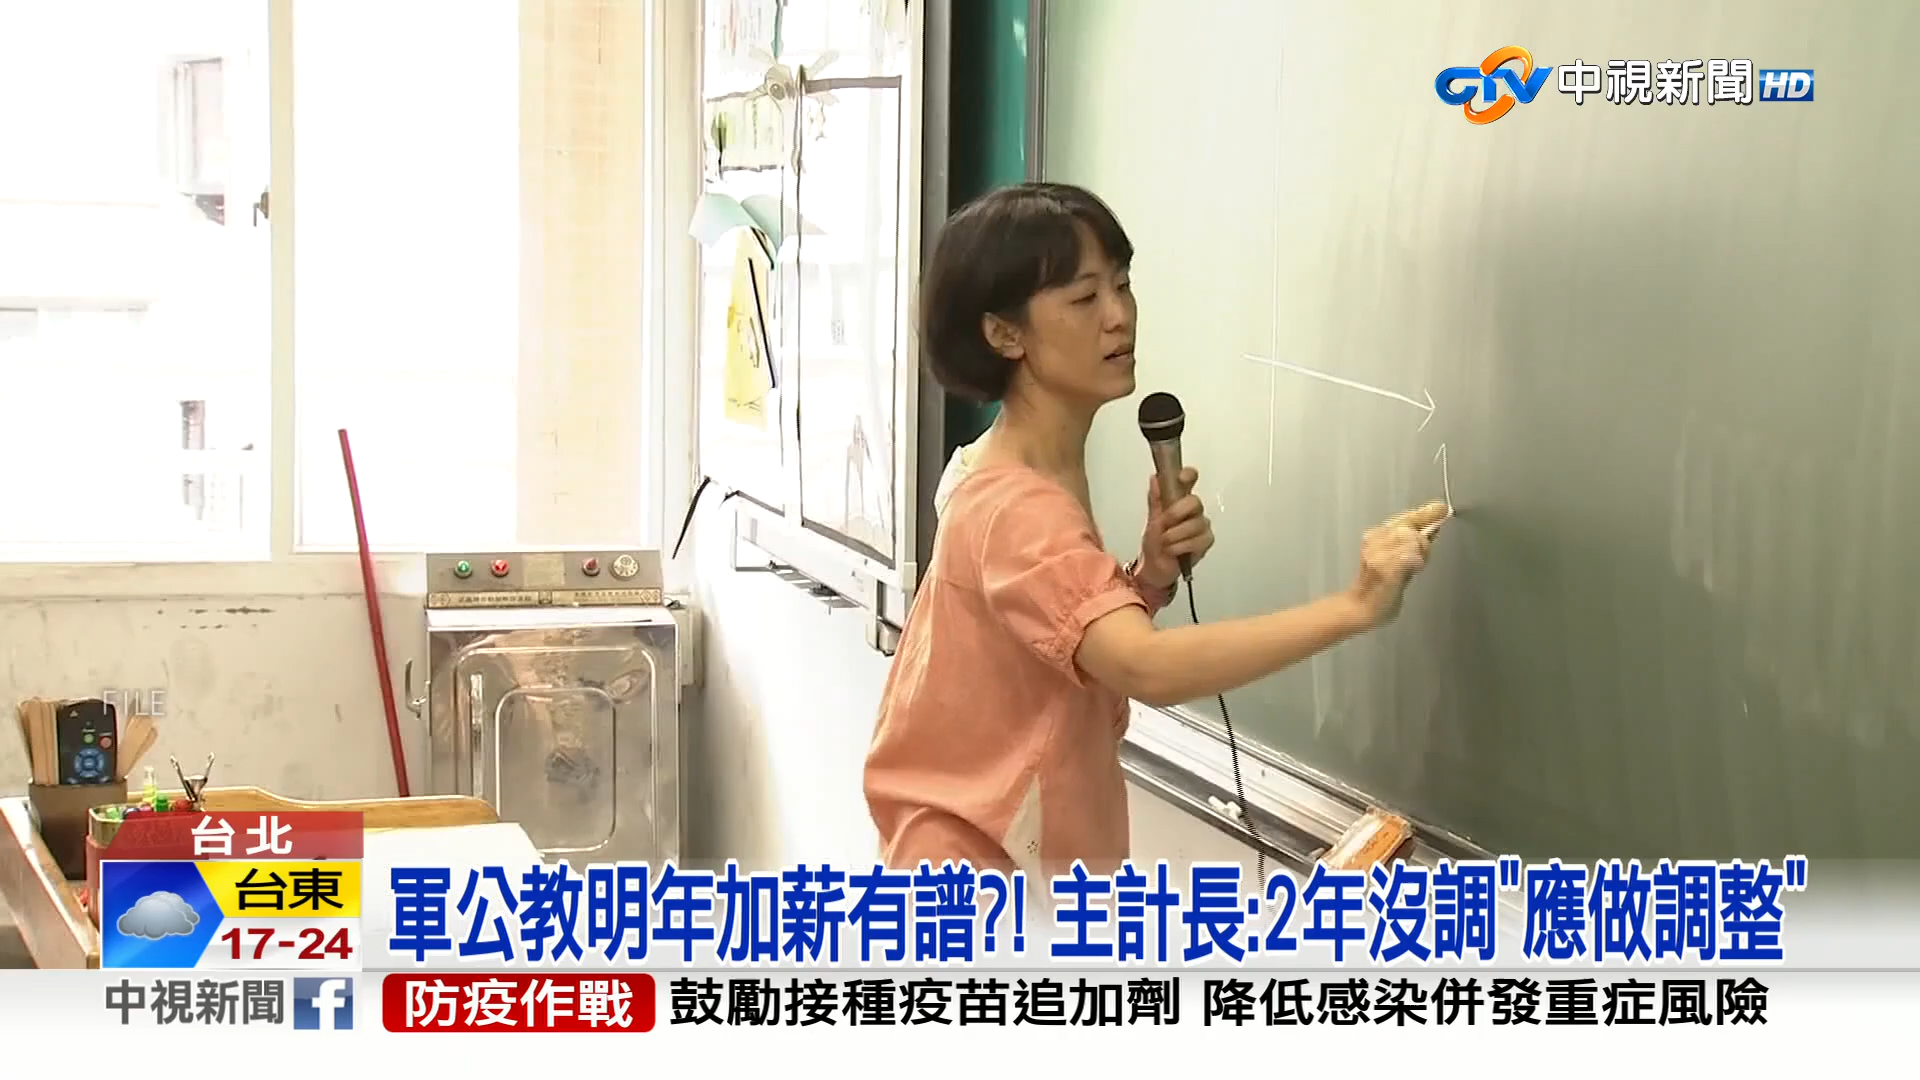 CTV中視新聞HD
FILE
台北
台東
17-24
軍公教明年加薪有譜?! 主計長:2年沒調"應做調整"
中視新聞 f
防疫作戰 鼓勵接種疫苗追加劑 降低感染併發重症風險